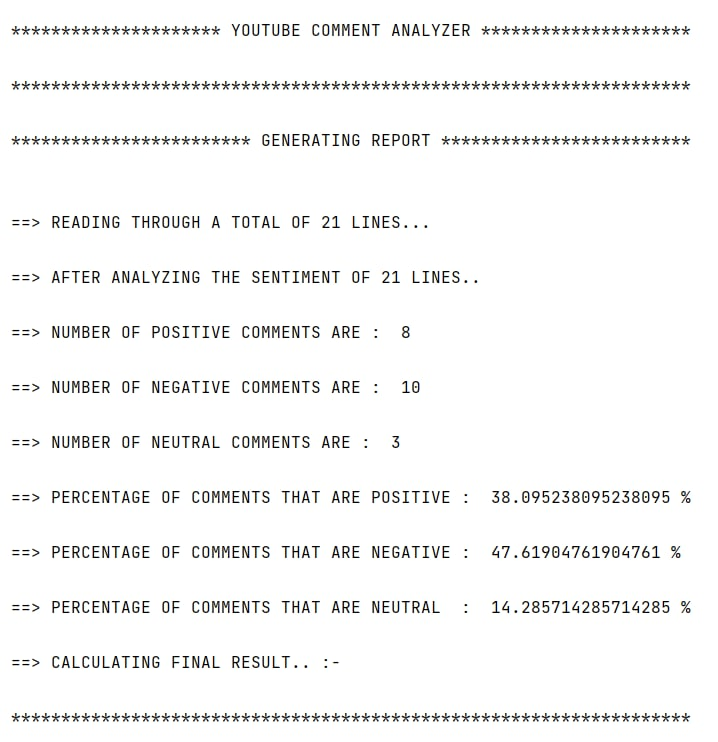 ************************ YOUTUBE COMMENT ANALYZER *********************
********************************************************************
************************ GENERATING REPORT *************************
==> READING THROUGH A TOTAL OF 21 LINES...
==> AFTER ANALYZING THE SENTIMENT OF 21 LINES..
==> NUMBER OF POSITIVE COMMENTS ARE :  8
==> NUMBER OF NEGATIVE COMMENTS ARE :  10
==> NUMBER OF NEUTRAL COMMENTS ARE :  3
==> PERCENTAGE OF COMMENTS THAT ARE POSITIVE :  38.095238095238095 %
==> PERCENTAGE OF COMMENTS THAT ARE NEGATIVE :  47.61904761904761 %
==> PERCENTAGE OF COMMENTS THAT ARE NEUTRAL  :  14.285714285714285 %
==> CALCULATING FINAL RESULT.. :-
********************************************************************